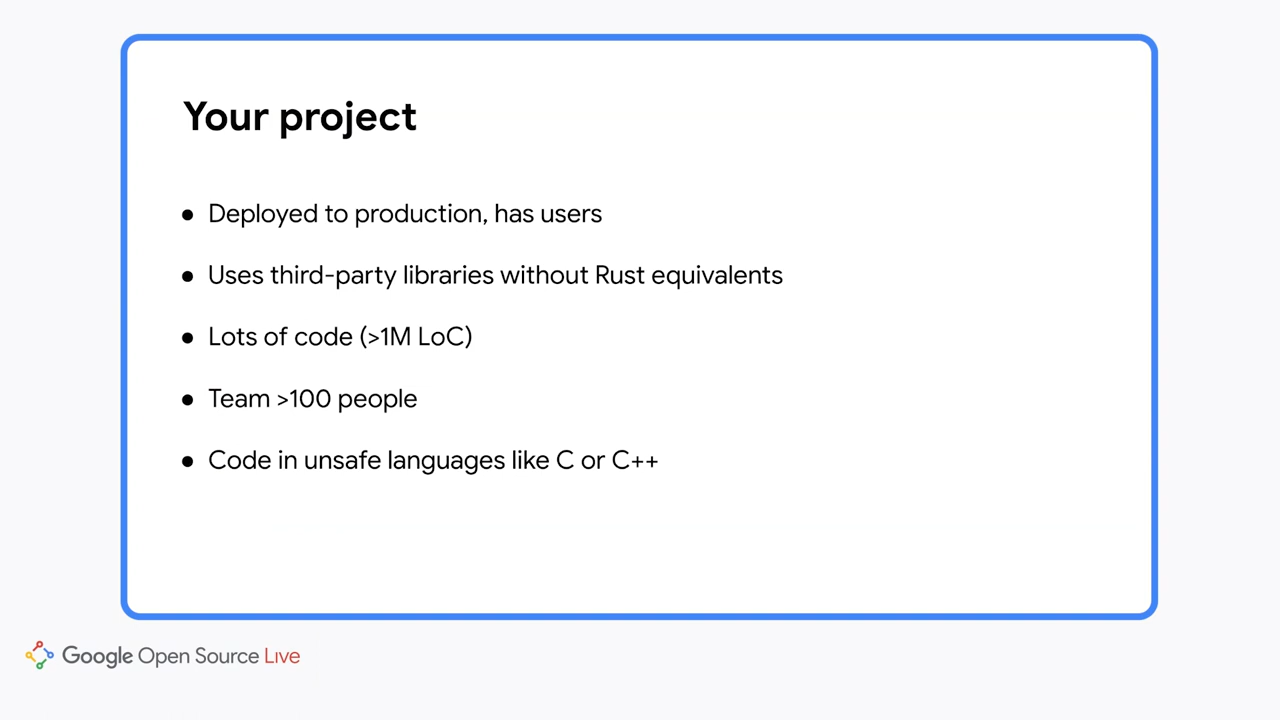 Your project
● Deployed to production, has users
● Uses third-party libraries without Rust equivalents
● Lots of code (>1M LoC)
● Team >100 people
● Code in unsafe languages like C or C++
Google Open Source Live